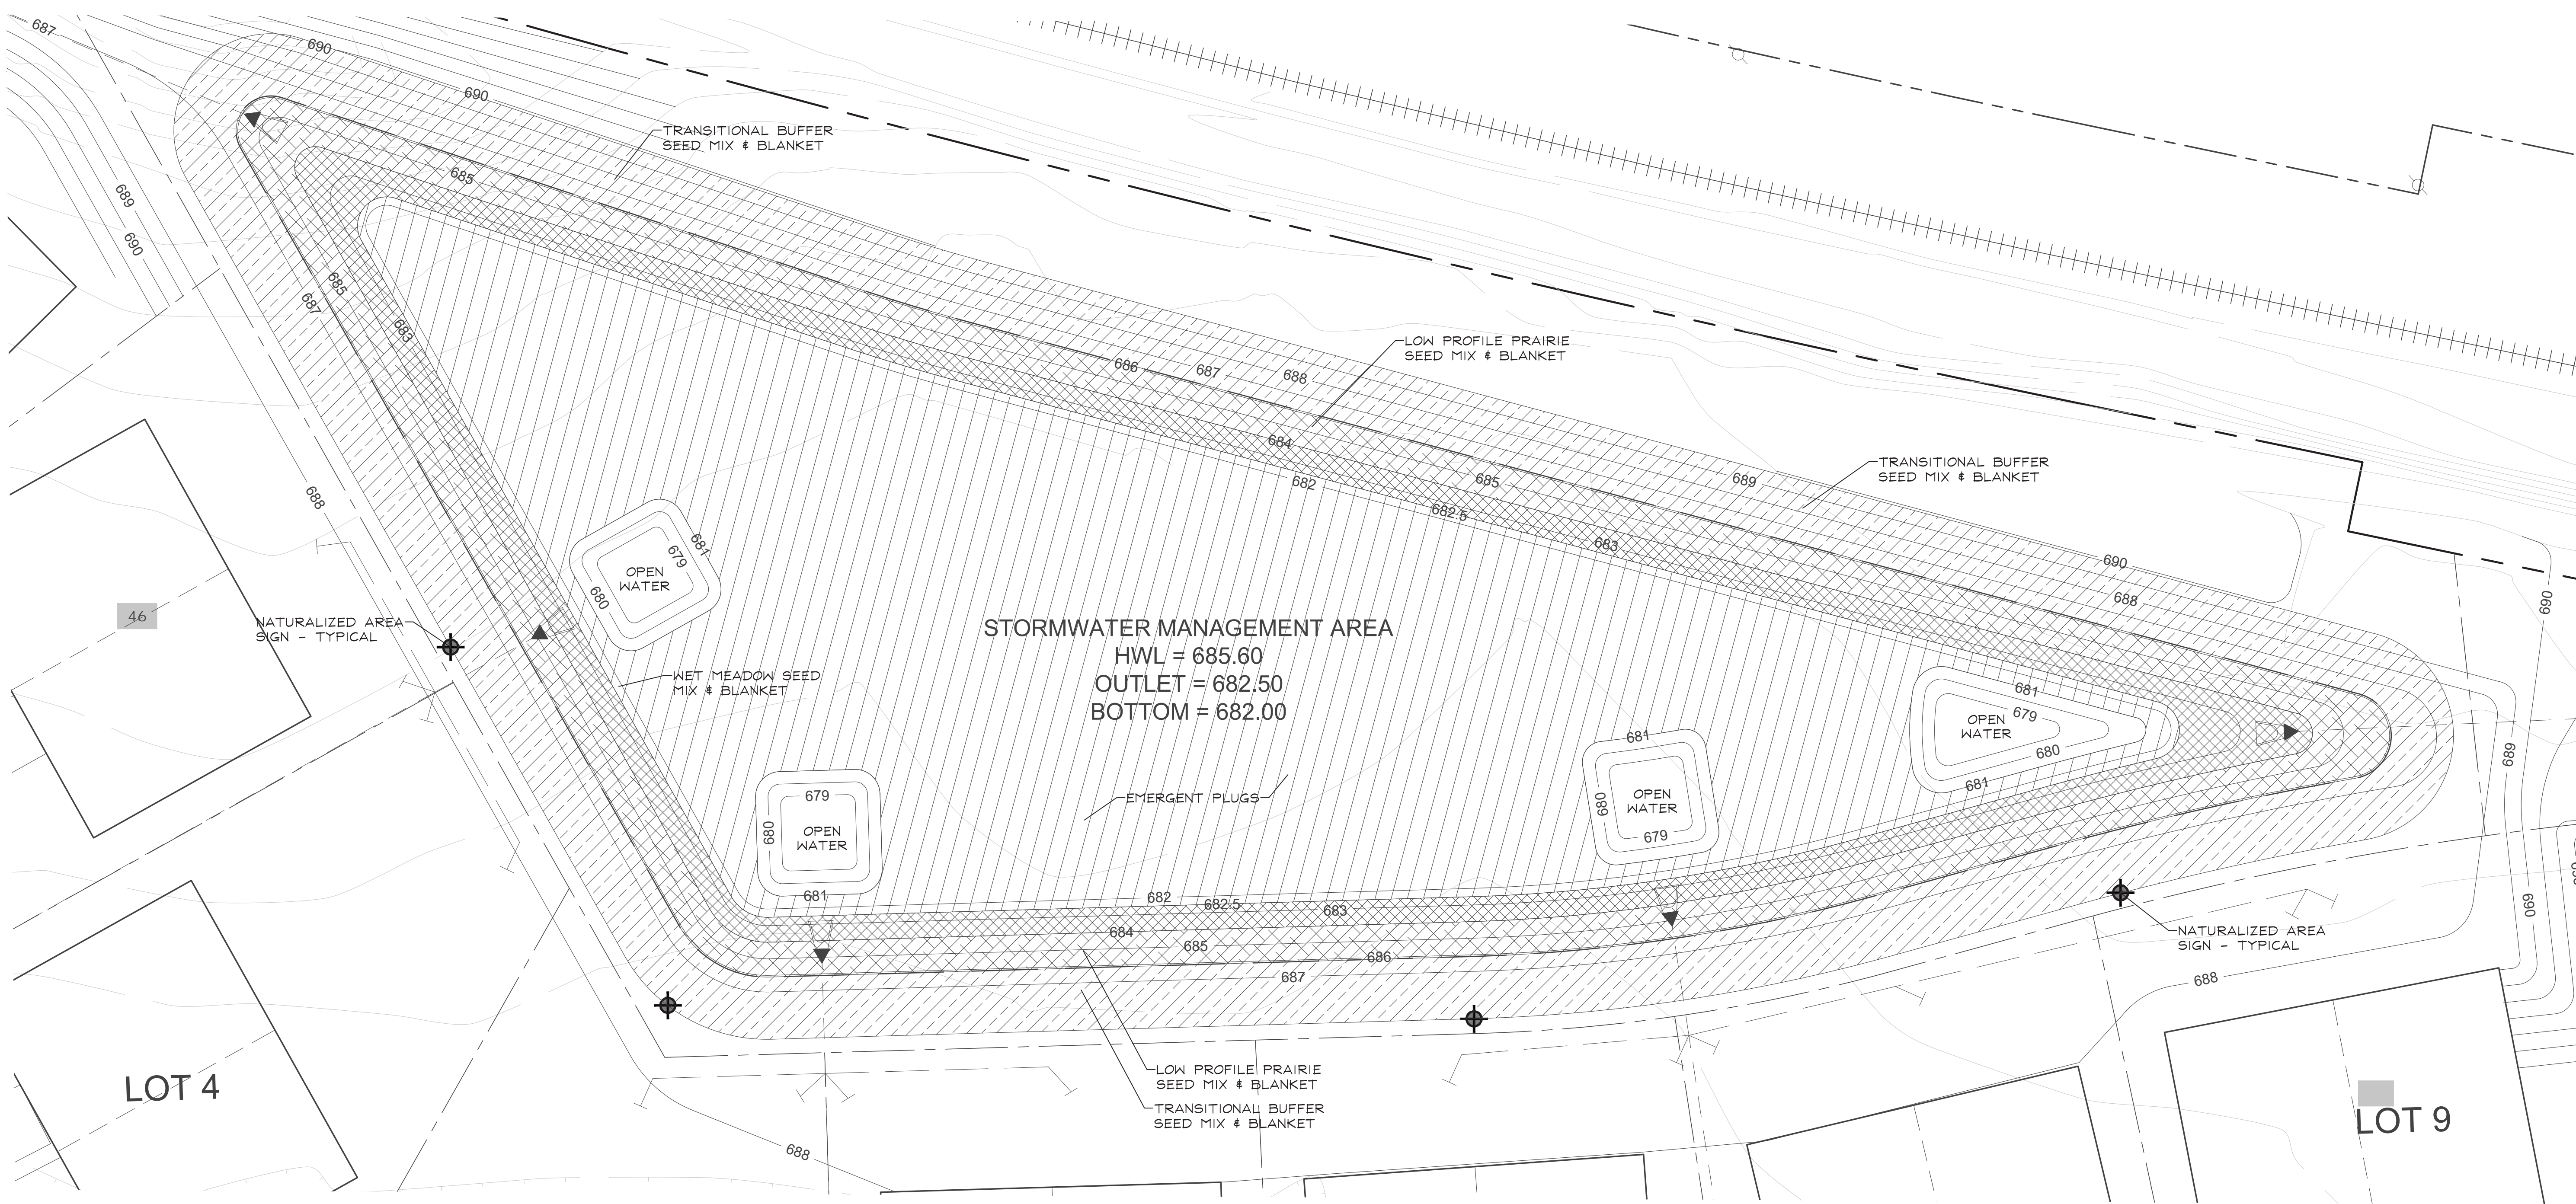 687
690
690
TRANSITIONAL BUFFER
SEED MIX & BLANKET
685
689
690
687
685
683
LOW PROFILE PRAIRIE
SEED MIX & BLANKET
686
687
688
684
682
685
682.5
689
TRANSITIONAL BUFFER
SEED MIX & BLANKET
683
690
688
690
688
681
679
680
OPEN
WATER
46
NATURALIZED AREA
SIGN - TYPICAL
WET MEADOW SEED
MIX & BLANKET
STORMWATER MANAGEMENT AREA
HWL = 685.60
OUTLET = 682.50
BOTTOM = 682.00
681
679
OPEN
WATER
680
681
689
681
680
OPEN
WATER
679
679
680
OPEN
WATER
681
EMERGENT PLUGS
682
682.5
683
684
685
686
687
690
NATURALIZED AREA
SIGN - TYPICAL
688
LOW PROFILE PRAIRIE
SEED MIX & BLANKET
TRANSITIONAL BUFFER
SEED MIX & BLANKET
688
LOT 4
LOT 9